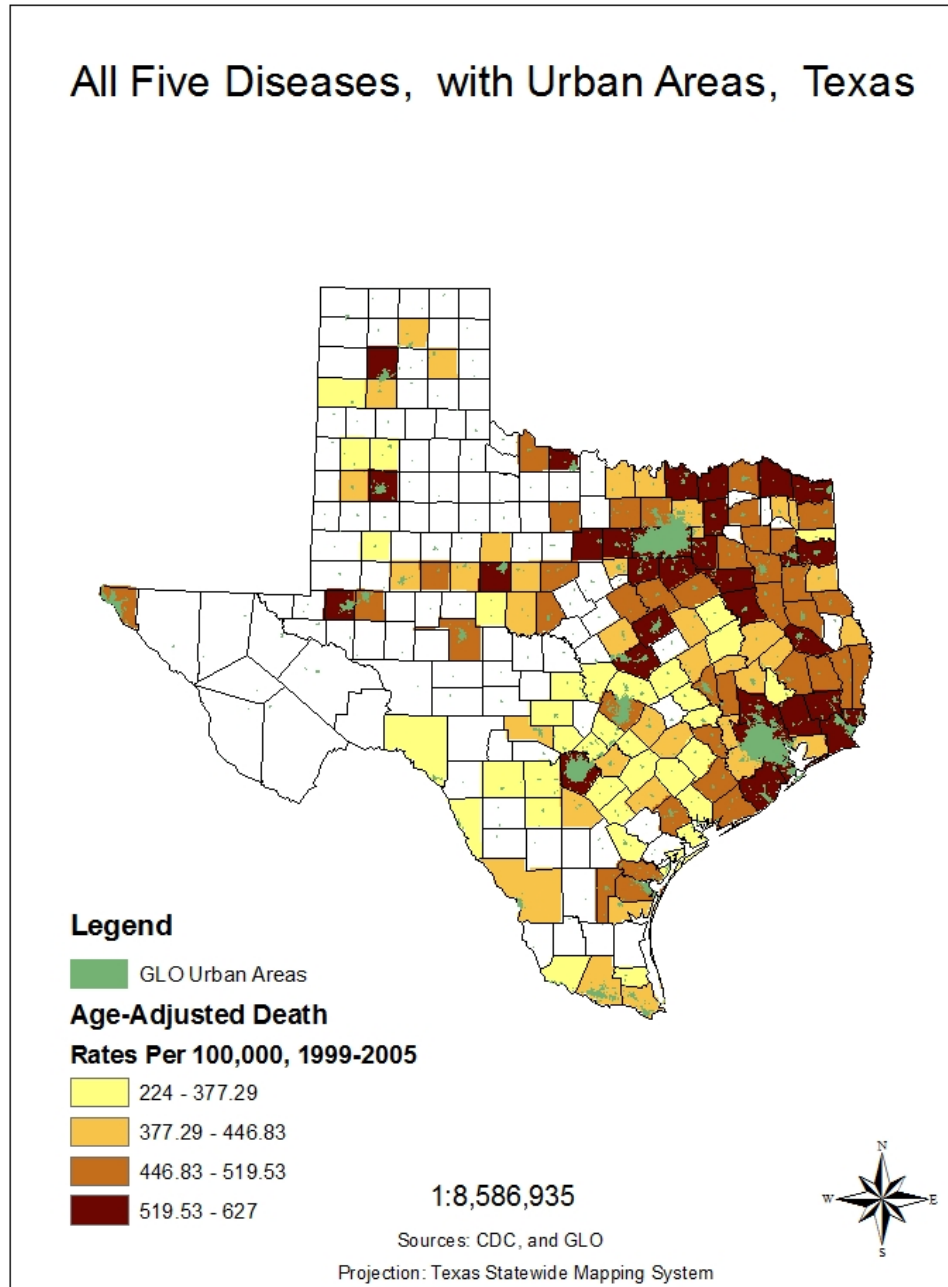 All Five Diseases,  with Urban Areas,  Texas
Legend
GLO Urban Areas
Age-Adjusted Death
Rates Per 100,000, 1999-2005
224 - 377.29
377.29 - 446.83
446.83 - 519.53
519.53 - 627
1:8,586,935
Sources: CDC, and GLO
Projection: Texas Statewide Mapping System
N
W
E
S